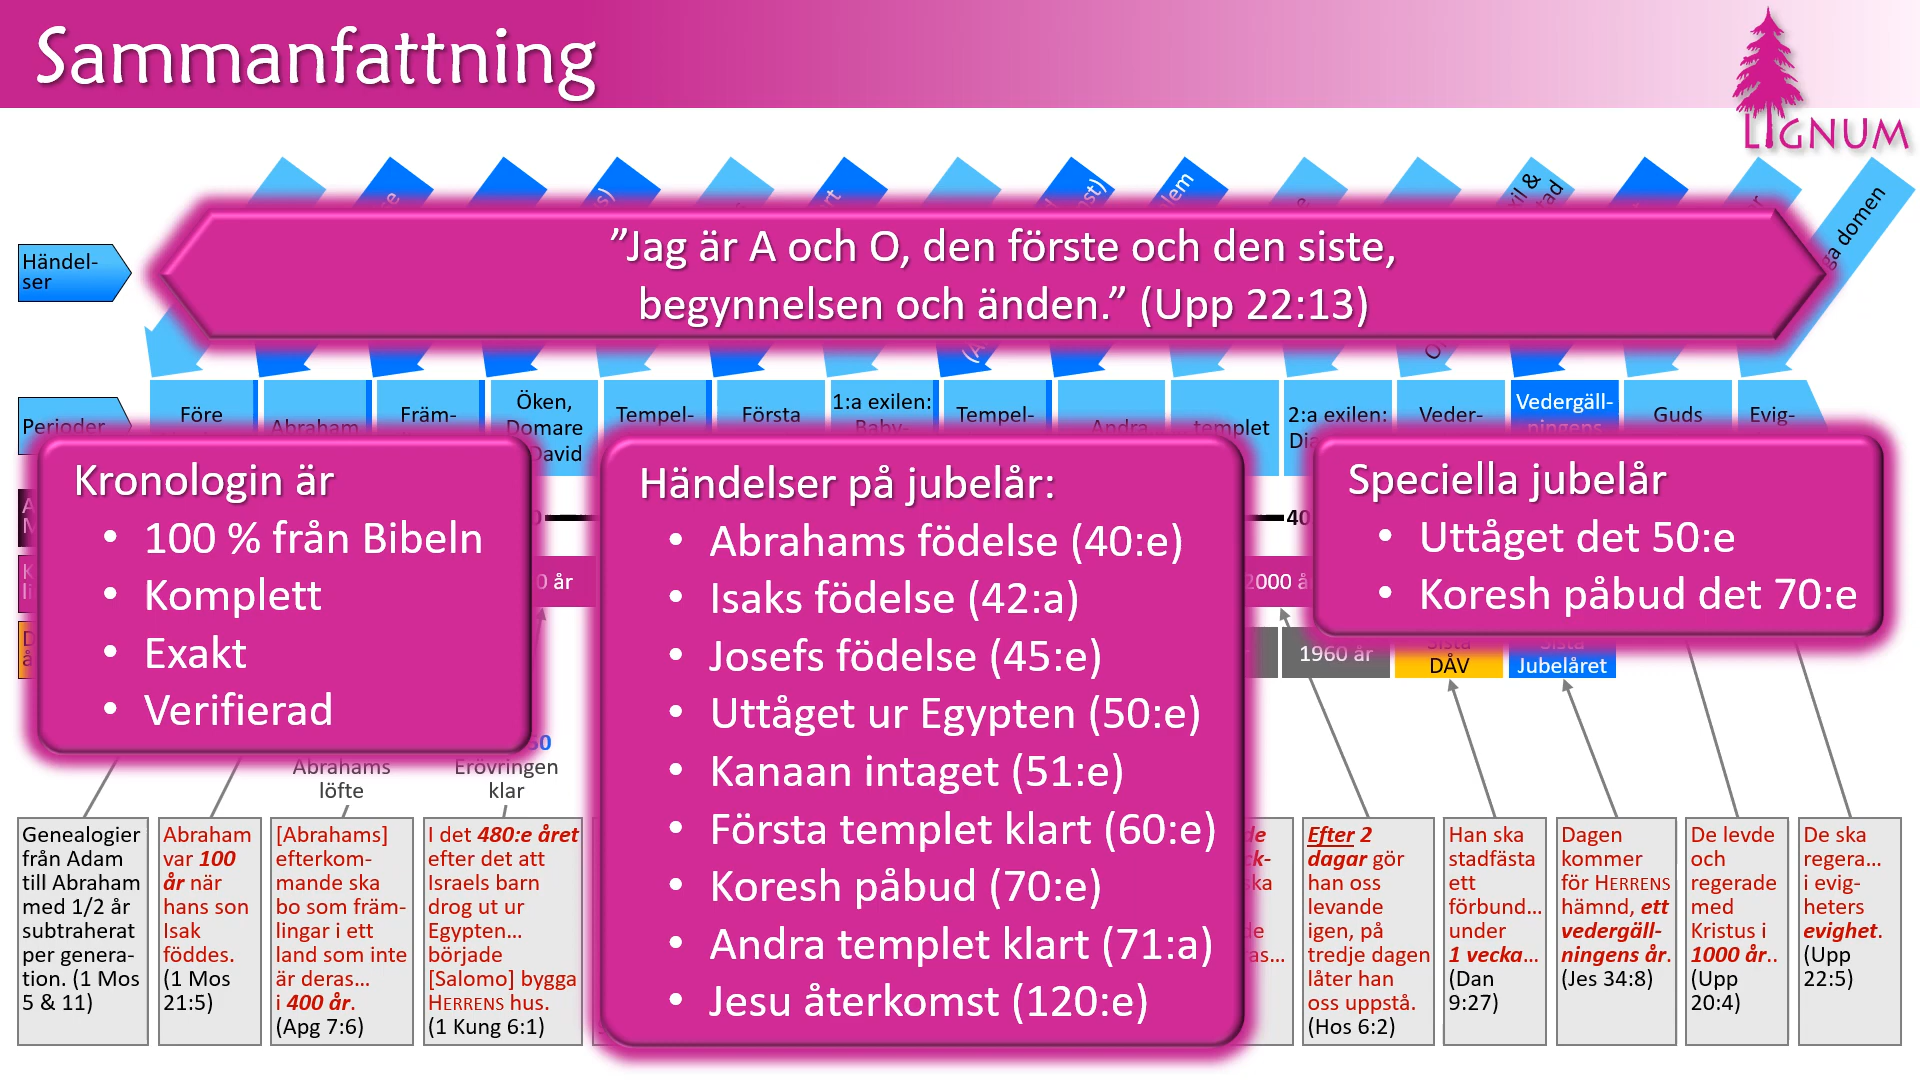 Sammanfattning
LIGNUM
”Jag är A och O, den förste och den siste,
begynnelsen och änden.” (Upp 22:13)
Händel-
ser
domen
Perioder
Före
Abraham
Främ-
Öken,
Domare
David
Tempel-
Första
1:a exilen:
Tempel-
Andra
templet
2:a exilen:
Veder-
Vedergäll-
ningens
Guds
Evig-
Kronologin är
• 100 % från Bibeln
• Komplett
• Exakt
• Verifierad
Händelser på jubelår:
• Abrahams födelse (40:e)
• Isaks födelse (42:a)
• Josefs födelse (45:e)
• Uttåget ur Egypten (50:e)
• Kanaan intaget (51:e)
• Första templet klart (60:e)
• Koresh påbud (70:e)
• Andra templet klart (71:a)
• Jesu återkomst (120:e)
Speciella jubelår
• Uttåget det 50:e
• Koresh påbud det 70:e
år
2000
1960 år
Sista
DÅV
Sista
Jubelåret
Abrahams
löfte
Erövringen
klar
Genealogier
från Adam
till Abraham
med 1/2 år
subtraherat
per genera-
tion. (1 Mos
5 & 11)
Abraham
var 100
år när
hans son
Isak
föddes.
(1 Mos
21:5)
[Abrahams]
efterkom-
mande ska
bo som främ-
lingar i ett
land som inte
är deras...
i 400 år.
(Apg 7:6)
I det 480:e året
efter det att
Israels barn
drog ut ur
Egypten...
började
[Salomo] bygga
HERRENS hus.
(1 Kung 6:1)
Efter 2
dagar gör
han oss
levande
igen, på
tredje dagen
låter han
oss uppstå.
(Hos 6:2)
Han ska
stadfästa
ett
förbund...
under
1 vecka...
(Dan
9:27)
Dagen
kommer
för HERRENS
hämnd, ett
vedergäll-
ningens år.
(Jes 34:8)
De levde
och
regerade
med
Kristus i
1000 år..
(Upp
20:4)
De ska
regera...
i evig-
heters
evighet.
(Upp
22:5)